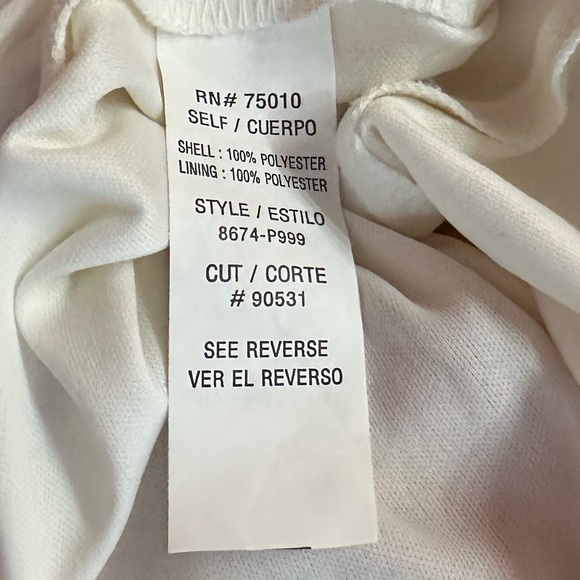 RN# 75010
SELF / CUERPO
SHELL : 100% POLYESTER
LINING : 100% POLYESTER
STYLE / ESTILO
8674-P999
CUT / CORTE
# 90531
SEE REVERSE
VER EL REVERSO